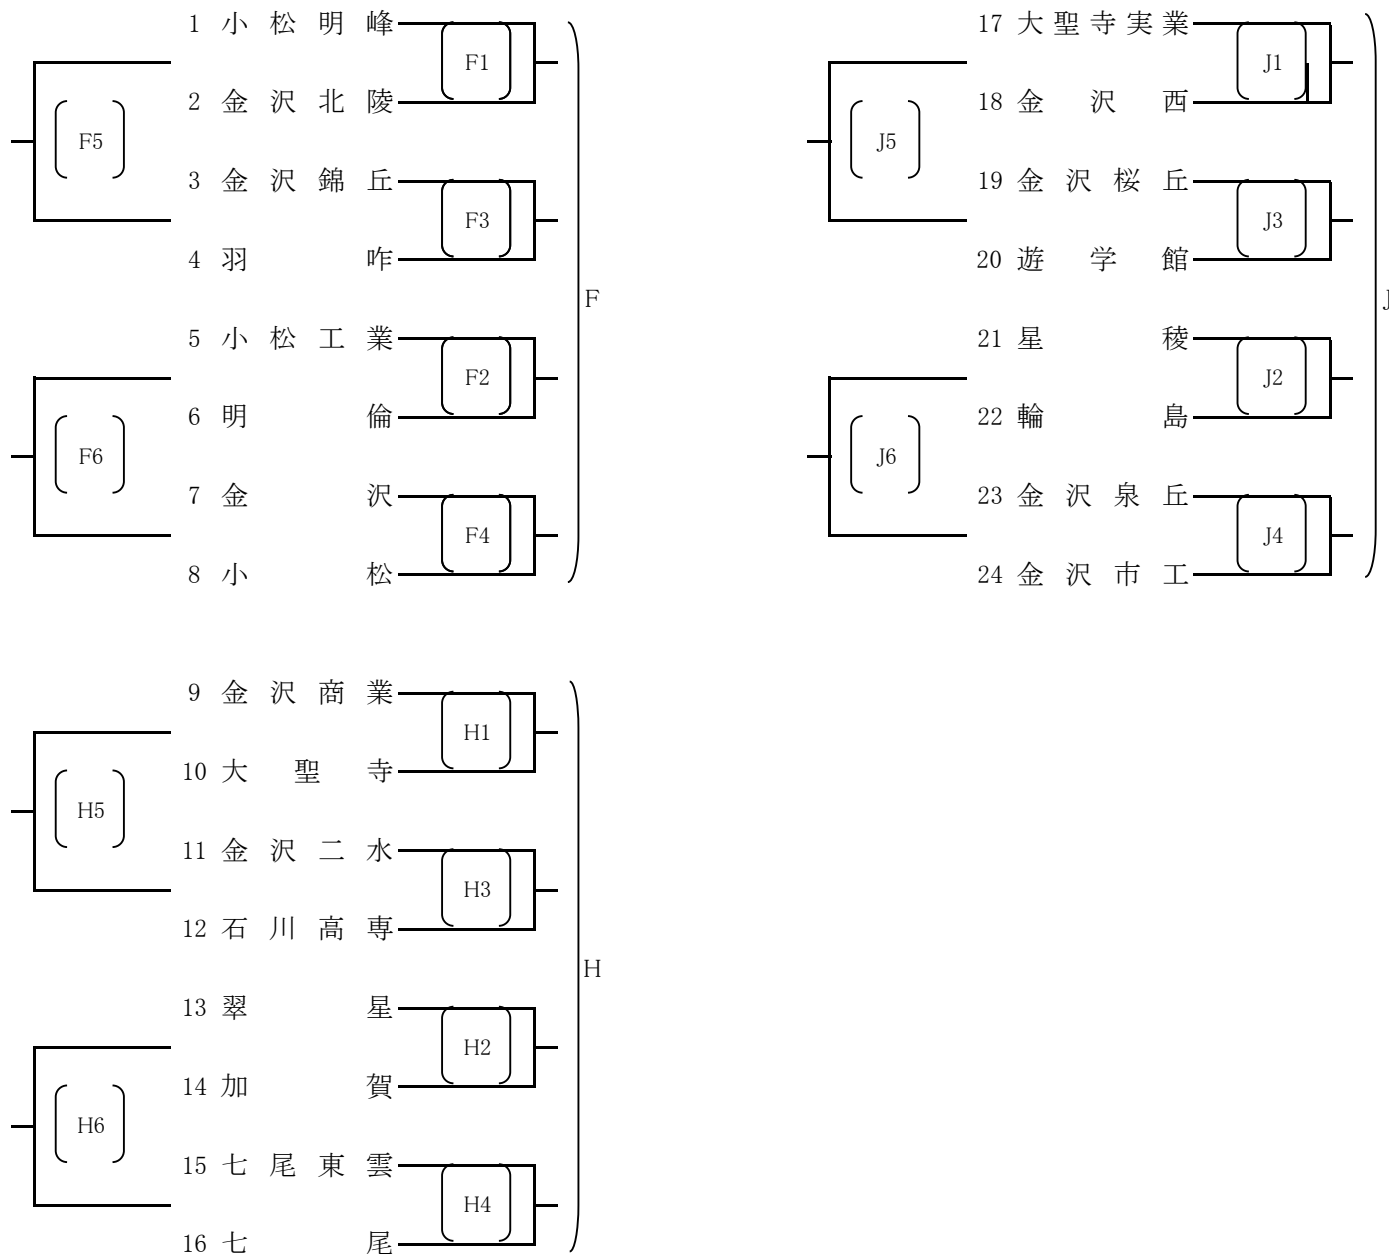 1 小松明峰
F1
2 金沢北陵
F5
3 金沢錦丘
F3
4 羽咋
F
5 小松工業
F2
6 明倫
F6
7 金沢
F4
8 小松
9 金沢商業
H1
10 大聖寺
H5
11 金沢二水
H3
12 石川高専
H
13 翠星
H2
14 加賀
H6
15 七尾東雲
H4
16 七尾
17 大聖寺実業
J1
18 金沢西
J5
19 金沢桜丘
J3
20 遊学館
J
21 星稜
J2
22 輪島
J6
23 金沢泉丘
J4
24 金沢市工